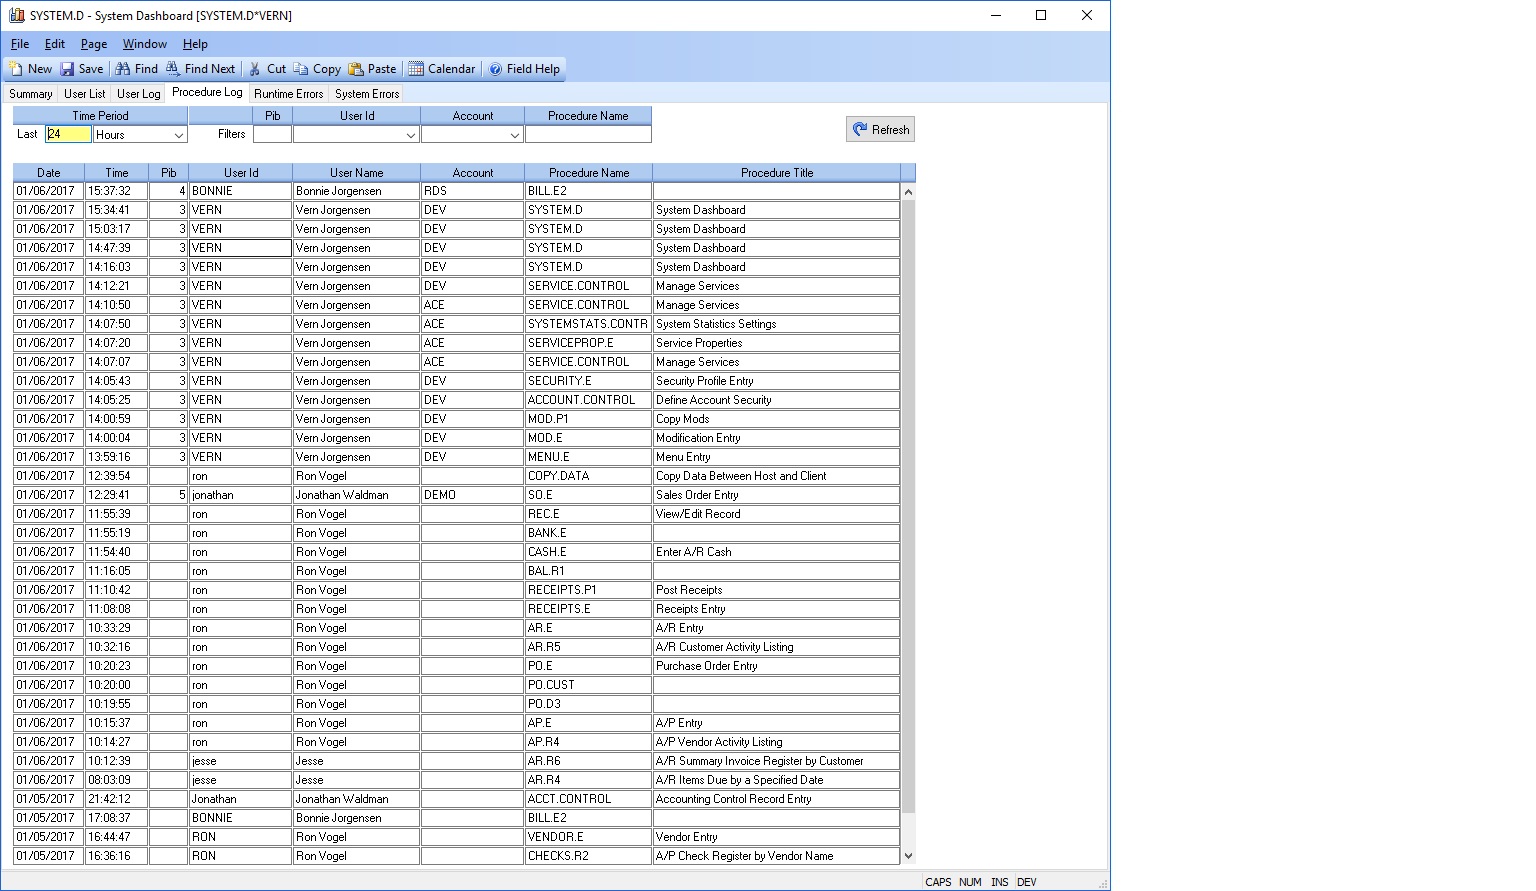 SYSTEM.D - System Dashboard [SYSTEM.D*VERN]
File Edit Page Window Help
New Save Find Find Next Cut Copy Paste Calendar Field Help
Summary User List User Log Procedure Log Runtime Errors System Errors
Time Period Pib User Id Account Procedure Name
Last 24 Hours Filters Refresh
Date Time Pib User Id User Name Account Procedure Name Procedure Title
01/06/2017 15:37:32 4 BONNIE Bonnie Jorgensen RDS BILL.E2
01/06/2017 15:34:41 3 VERN Vern Jorgensen DEV SYSTEM.D System Dashboard
01/06/2017 15:03:17 3 VERN Vern Jorgensen DEV SYSTEM.D System Dashboard
01/06/2017 14:47:39 3 VERN Vern Jorgensen DEV SYSTEM.D System Dashboard
01/06/2017 14:16:03 3 VERN Vern Jorgensen DEV SYSTEM.D System Dashboard
01/06/2017 14:12:21 3 VERN Vern Jorgensen DEV SERVICE.CONTROL Manage Services
01/06/2017 14:10:50 3 VERN Vern Jorgensen ACE SERVICE.CONTROL Manage Services
01/06/2017 14:07:50 3 VERN Vern Jorgensen ACE SYSTEMSTATS.CONTR System Statistics Settings
01/06/2017 14:07:20 3 VERN Vern Jorgensen ACE SERVICEPROP.E Service Properties
01/06/2017 14:07:07 3 VERN Vern Jorgensen ACE SERVICE.CONTROL Manage Services
01/06/2017 14:05:43 3 VERN Vern Jorgensen DEV SECURITY.E Security Profile Entry
01/06/2017 14:05:25 3 VERN Vern Jorgensen DEV ACCOUNT.CONTROL Define Account Security
01/06/2017 14:00:59 3 VERN Vern Jorgensen DEV MOD.P1 Copy Mods
01/06/2017 14:00:04 3 VERN Vern Jorgensen DEV MOD.E Modification Entry
01/06/2017 13:59:16 3 VERN Vern Jorgensen DEV MENU.E Menu Entry
01/06/2017 12:39:54 ron Ron Vogel COPY.DATA Copy Data Between Host and Client
01/06/2017 12:29:41 5 jonathan Jonathan Waldman DEMO SO.E Sales Order Entry
01/06/2017 11:55:39 ron Ron Vogel REC.E View/Edit Record
01/06/2017 11:55:19 ron Ron Vogel BANK.E
01/06/2017 11:54:40 ron Ron Vogel CASH.E Enter A/R Cash
01/06/2017 11:16:05 ron Ron Vogel BAL.R1
01/06/2017 11:10:42 ron Ron Vogel RECEIPTS.P1 Post Receipts
01/06/2017 11:08:08 ron Ron Vogel RECEIPTS.E Receipts Entry
01/06/2017 10:33:29 ron Ron Vogel AR.E A/R Entry
01/06/2017 10:32:16 ron Ron Vogel AR.R5 A/R Customer Activity Listing
01/06/2017 10:20:23 ron Ron Vogel PO.E Purchase Order Entry
01/06/2017 10:20:00 ron Ron Vogel PO.CUST
01/06/2017 10:19:55 ron Ron Vogel PO.D3
01/06/2017 10:15:37 ron Ron Vogel AP.E A/P Entry
01/06/2017 10:14:27 ron Ron Vogel AP.R4 A/P Vendor Activity Listing
01/06/2017 10:12:39 jesse Jesse AR.R6 A/R Summary Invoice Register by Customer
01/06/2017 08:03:09 jesse Jesse AR.R4 A/R Items Due by a Specified Date
01/05/2017 21:42:12 Jonathan Jonathan Waldman ACCT.CONTROL Accounting Control Record Entry
01/05/2017 17:08:37 BONNIE Bonnie Jorgensen BILL.E2
01/05/2017 16:44:47 RON Ron Vogel VENDOR.E Vendor Entry
01/05/2017 16:36:16 RON Ron Vogel CHECKS.R2 A/P Check Register by Vendor Name
CAPS NUM INS DEV